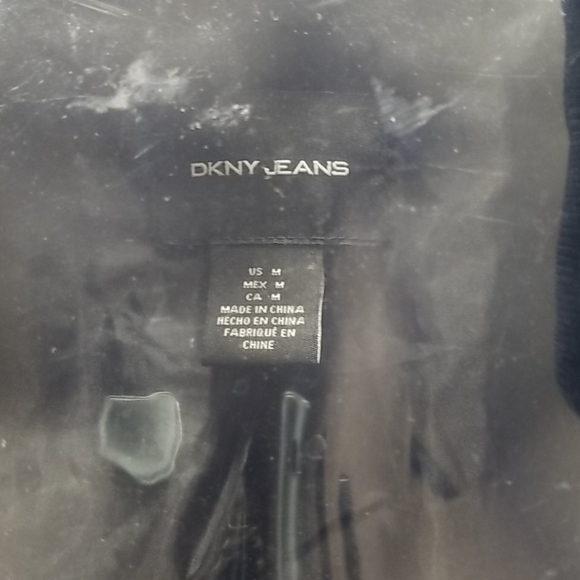 DKNY JEANS
US M
MEX M
CA M
MADE IN CHINA
HECHO EN CHINA
FABRIQUÉ EN
CHINE